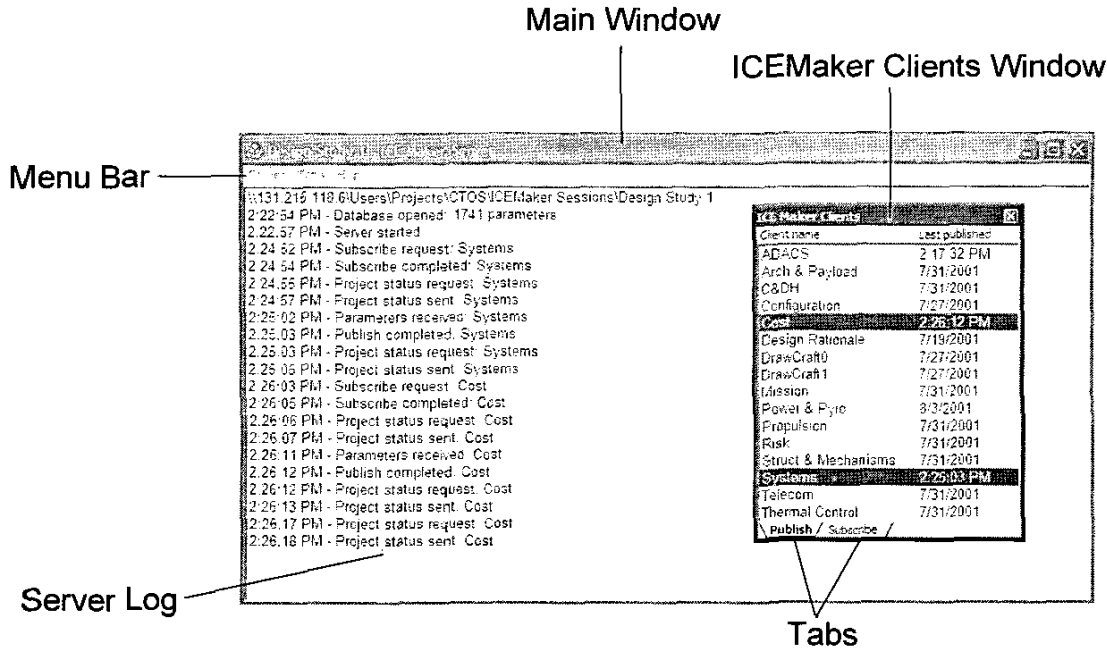 Main Window
ICEMaker Clients Window
Menu Bar
\\131.215.118.6\Users\Projects\CTOS\ICEMaker Sessions\Design Study 1
2:22:54 PM - Database opened: 1741 parameters
2:22:57 PM - Server started
2:24:52 PM - Subscribe request: Systems
2:24:54 PM - Subscribe completed: Systems
2:24:55 PM - Project status request: Systems
2:24:57 PM - Project status sent: Systems
2:25:02 PM - Parameters received: Systems
2:25:03 PM - Publish completed: Systems
2:25:03 PM - Project status request: Systems
2:25:05 PM - Project status sent: Systems
2:26:03 PM - Subscribe request: Cost
2:26:05 PM - Subscribe completed: Cost
2:26:06 PM - Project status request: Cost
2:26:07 PM - Project status sent: Cost
2:26:11 PM - Parameters received: Cost
2:26:12 PM - Publish completed: Cost
2:26:12 PM - Project status request: Cost
2:26:13 PM - Project status sent: Cost
2:26:17 PM - Project status request: Cost
2:26:18 PM - Project status sent: Cost
ICEMaker Clients
Client name Last published
ADACS 2:17:32 PM
Arch & Payload 7/31/2001
C&DH 7/31/2001
Configuration 7/27/2001
Cost 2:26:12 PM
Design Rationale 7/19/2001
DrawCraft0 7/27/2001
DrawCraft1 7/27/2001
Mission 7/31/2001
Power & Pyro 8/3/2001
Propulsion 7/31/2001
Risk 7/31/2001
Struct & Mechanisms 7/31/2001
Systems 2:25:03 PM
Telecom 7/31/2001
Thermal Control 7/31/2001
Publish / Subscribe
Server Log
Tabs